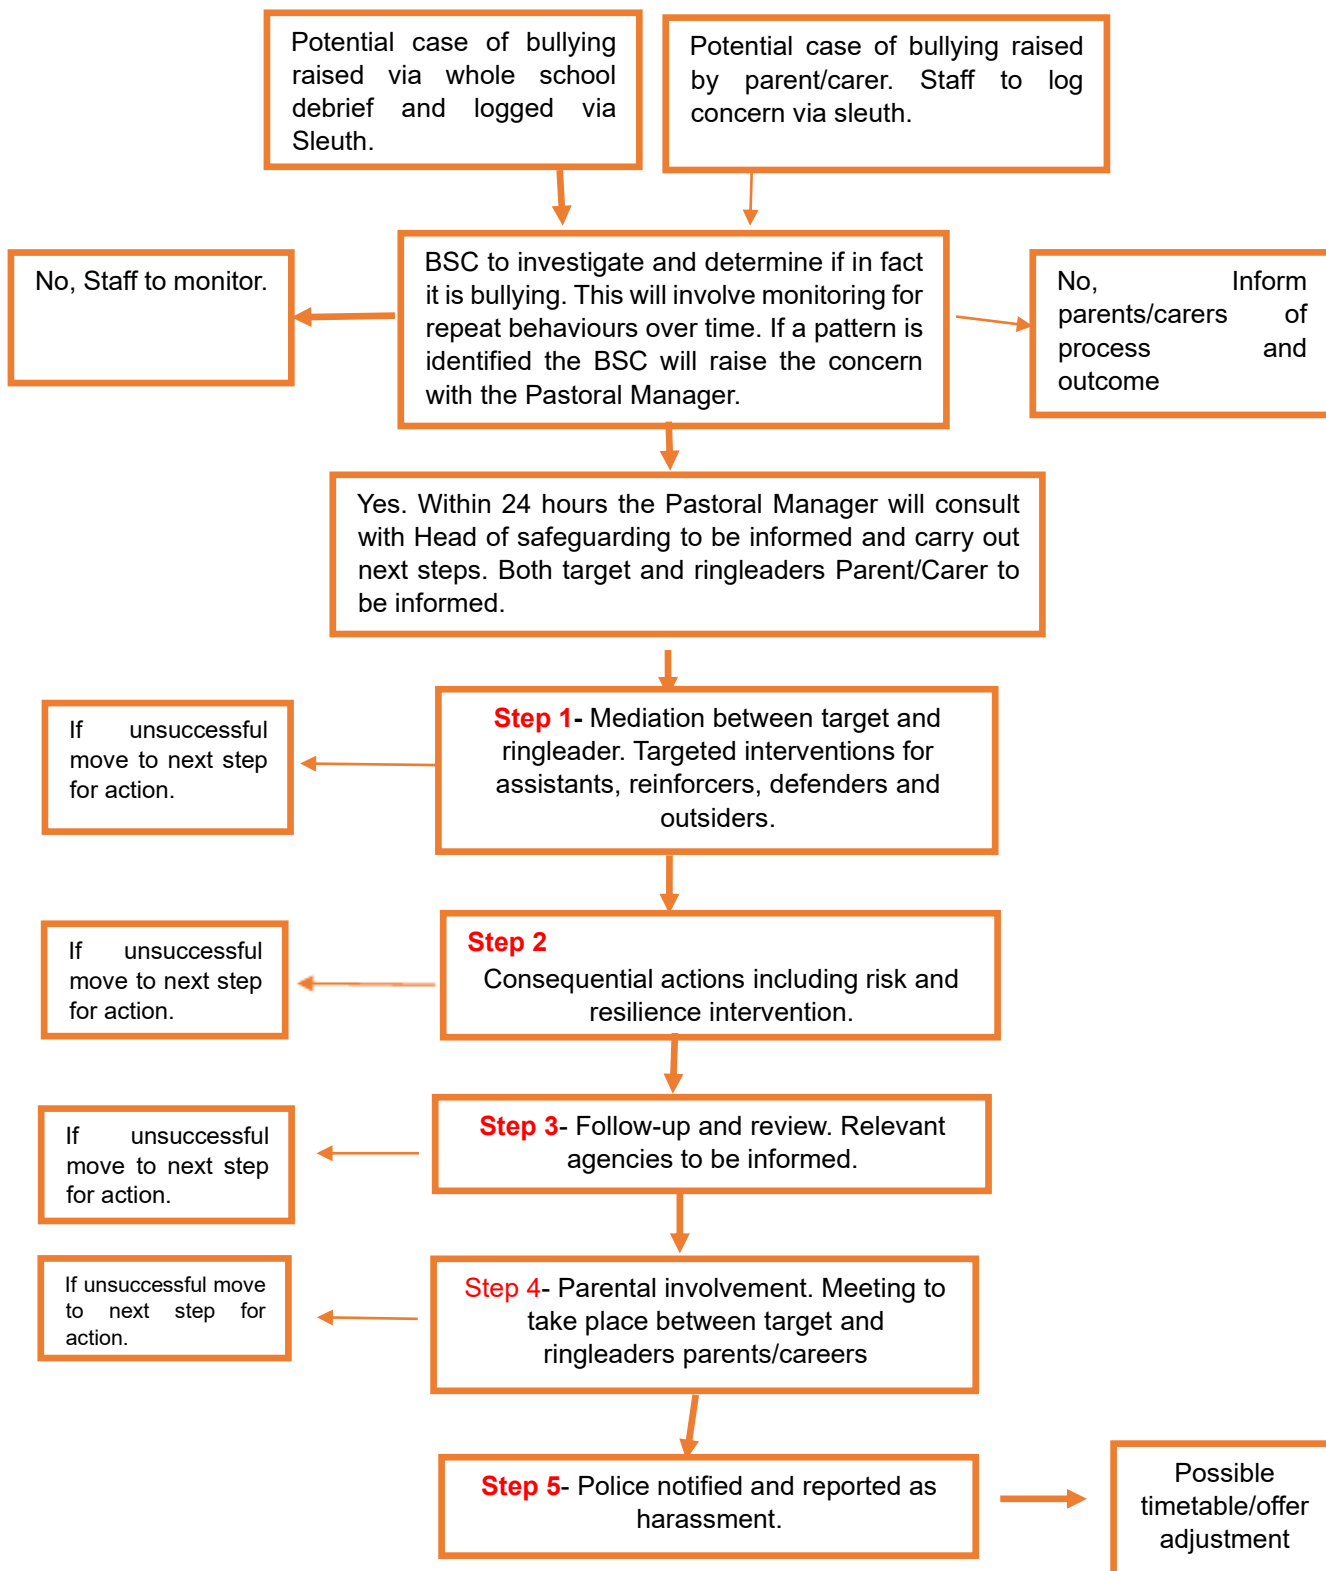 Potential case of bullying
raised via whole school
debrief and logged via
Sleuth.
Potential case of bullying raised
by parent/carer. Staff to log
concern via sleuth.
No, Staff to monitor.
BSC to investigate and determine if in fact
it is bullying. This will involve monitoring for
repeat behaviours over time. If a pattern is
identified the BSC will raise the concern
with the Pastoral Manager.
No, Inform
parents/carers of
process and
outcome
Yes. Within 24 hours the Pastoral Manager will consult
with Head of safeguarding to be informed and carry out
next steps. Both target and ringleaders Parent/Carer to
be informed.
If unsuccessful
move to next step
for action.
Step 1- Mediation between target and
ringleader. Targeted interventions for
assistants, reinforcers, defenders and
outsiders.
If unsuccessful
move to next step
for action.
Step 2
Consequential actions including risk and
resilience intervention.
If unsuccessful
move to next step
for action.
Step 3- Follow-up and review. Relevant
agencies to be informed.
If unsuccessful move
to next step for
action.
Step 4- Parental involvement. Meeting to
take place between target and
ringleaders parents/careers
Step 5- Police notified and reported as
harassment.
Possible
timetable/offer
adjustment